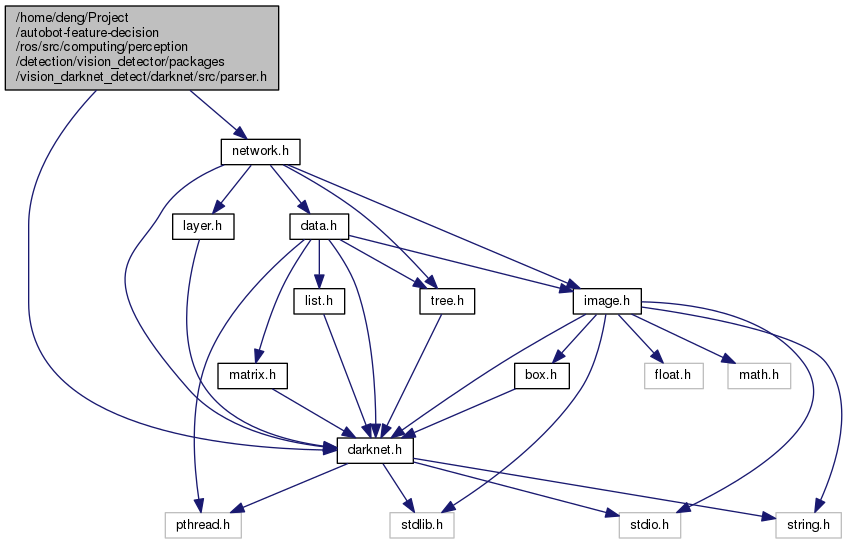 /home/deng/Project
/autobot-feature-decision
/ros/src/computing/perception
/detection/vision_detector/packages
/vision_darknet_detect/darknet/src/parser.h
network.h
layer.h
data.h
list.h
tree.h
image.h
matrix.h
box.h
float.h
math.h
darknet.h
pthread.h
stdlib.h
stdio.h
string.h